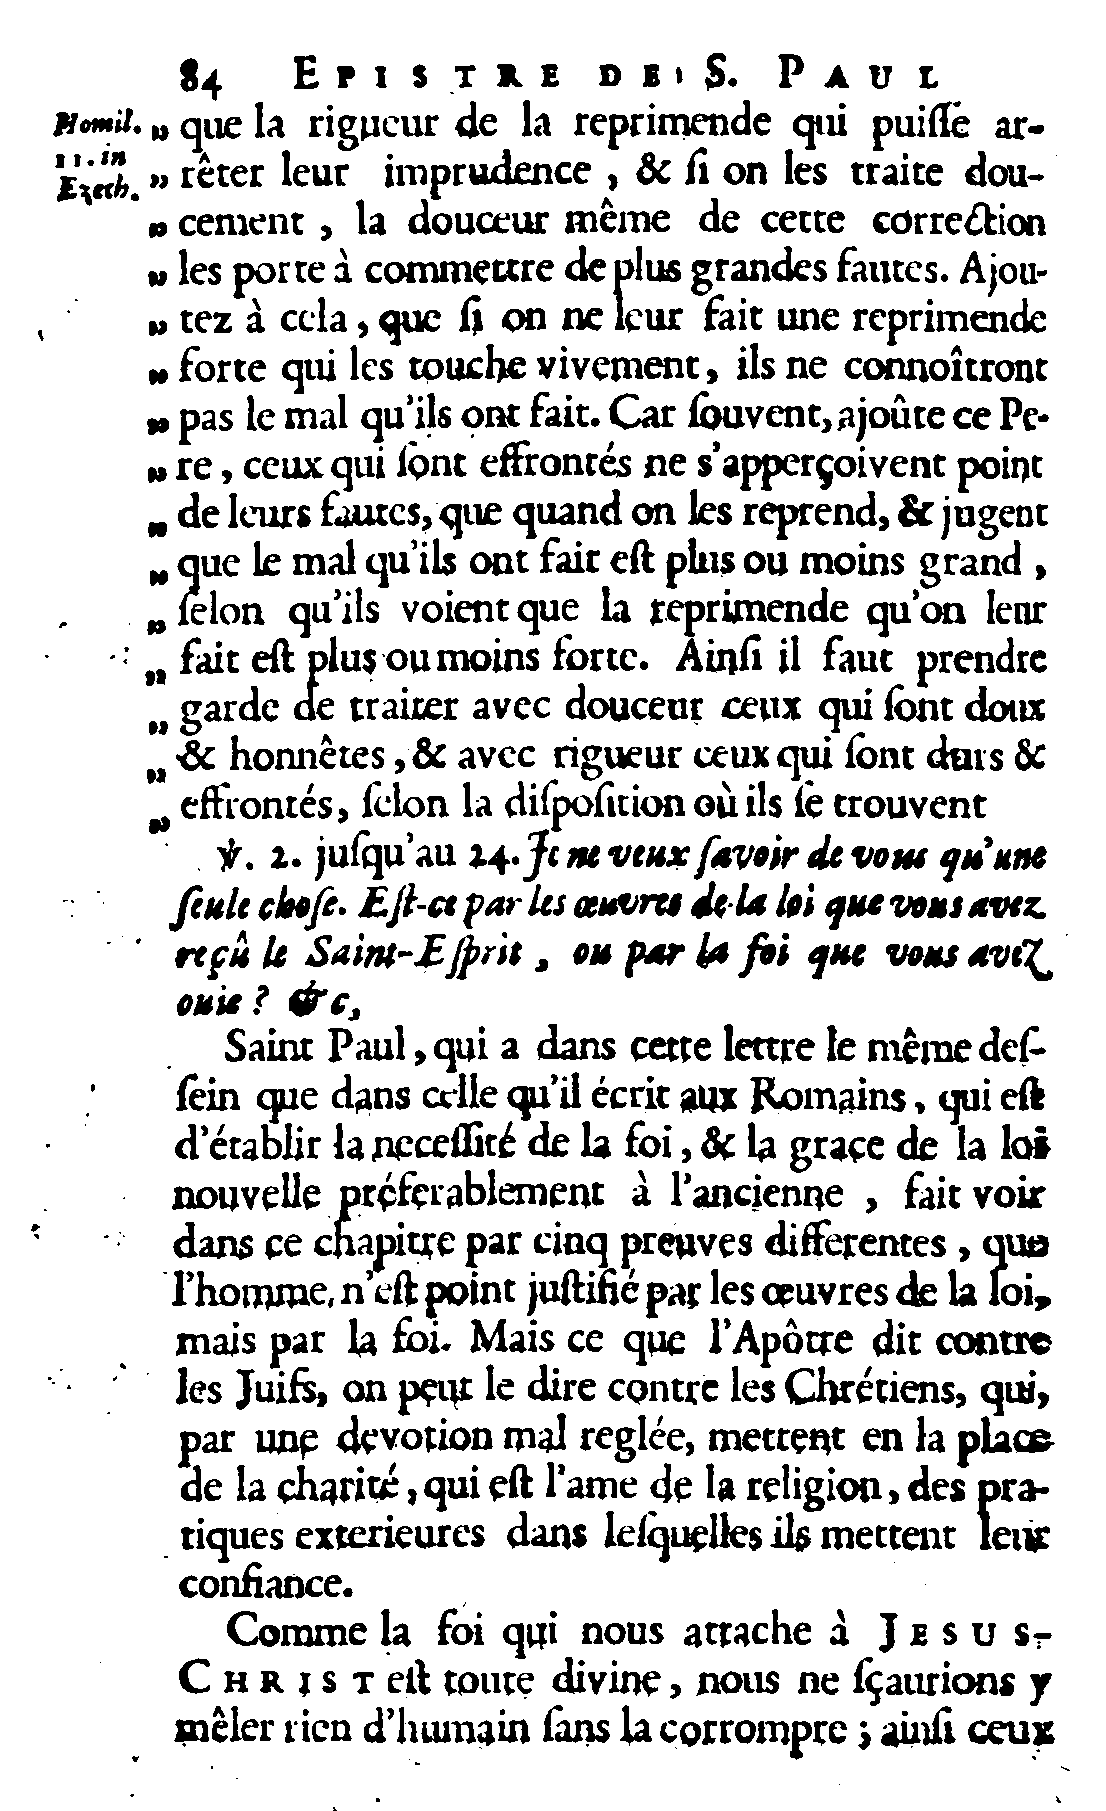 84 EPISTRE DE S. PAUL
Homil. 11. in Ezech.
„ que la rigueur de la reprimende qui puiſſe ar-
„ rêter leur imprudence , & ſi on les traite dou-
„ cement , la douceur même de cette correction
„ les porte à commettre de plus grandes fautes. Ajou-
„ tez à cela , que ſi on ne leur fait une reprimende
„ forte qui les touche vivement, ils ne connoîtront
„ pas le mal qu'ils ont fait. Car ſouvent, ajoûte ce Pe-
„ re , ceux qui ſont effrontés ne s'apperçoivent point
„ de leurs fautes, que quand on les reprend, & jugent
„ que le mal qu'ils ont fait eſt plus ou moins grand ,
„ ſelon qu'ils voient que la reprimende qu'on leur
„ fait eſt plus ou moins forte. Ainſi il faut prendre
„ garde de traiter avec douceur ceux qui ſont doux
„ & honnêtes , & avec rigueur ceux qui ſont durs &
„ effrontés, ſelon la diſpoſition où ils ſe trouvent
℣. 2. juſqu'au 24. Je ne veux ſavoir de vous qu'une
ſeule choſe. Eſt-ce par les œuvres de la loi que vous avez
reçû le Saint-Eſprit , ou par la foi que vous avez
ouie ? &c,
Saint Paul , qui a dans cette lettre le même deſ-
ſein que dans celle qu'il écrit aux Romains , qui eſt
d'établir la neceſſité de la foi , & la grace de la loi
nouvelle préferablement à l'ancienne , fait voir
dans ce chapitre par cinq preuves differentes , que
l'homme n'eſt point juſtifié par les œuvres de la loi,
mais par la foi. Mais ce que l'Apôtre dit contre
les Juifs, on peut le dire contre les Chrétiens, qui,
par une devotion mal reglée, mettent en la place
de la charité , qui eſt l'ame de la religion , des pra-
tiques exterieures dans leſquelles ils mettent leur
confiance.
Comme la foi qui nous attache à JESUS-
CHRIST eſt toute divine , nous ne ſçaurions y
mêler rien d'humain ſans la corrompre ; ainſi ceux